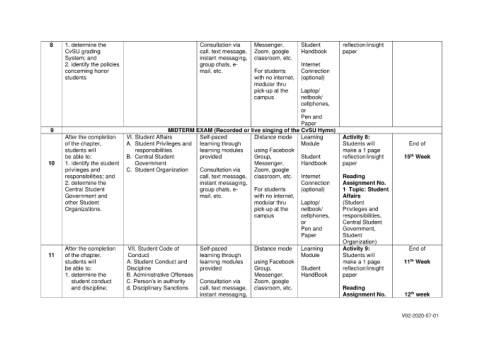 8
1. determine the
CvSU grading
System; and
2. identify the policies
concerning honor
students
Consultation via
call, text message,
instant messaging,
group chats, e-
mail, etc.
Messenger,
Zoom, google
classroom, etc.
For students
with no internet,
modular thru
pick-up at the
campus
Student
Handbook
Internet
Connection
(optional)
Laptop/
netbook/
cellphones,
or
Pen and
Paper
reflection/insight
paper
9
MIDTERM EXAM (Recorded or live singing of the CvSU Hymn)
10
After the completion
of the chapter,
students will
be able to:
1. identify the student
privileges and
responsibilities; and
2. determine the
Central Student
Government and
other Student
Organizations.
VI. Student Affairs
A. Student Privileges and
responsibilities
B. Central Student
Government
C. Student Organization
Self-paced
learning through
learning modules
provided
Consultation via
call, text message,
instant messaging,
group chats, e-
mail, etc.
Distance mode
using Facebook
Group,
Messenger,
Zoom, google
classroom, etc.
For students
with no internet,
modular thru
pick-up at the
campus
Learning
Module
Student
Handbook
Internet
Connection
(optional)
Laptop/
netbook/
cellphones,
or
Pen and
Paper
Activity 8:
Students will
make a 1 page
reflection/insight
paper
Reading
Assignment No.
1 Topic: Student
Affairs
(Student
Privileges and
responsibilities,
Central Student
Government,
Student
Organization)
End of
15th Week
11
After the completion
of the chapter,
students will
be able to:
1. determine the
student conduct
and discipline;
VII. Student Code of
Conduct
A. Student Conduct and
Discipline
B. Administrative Offenses
C. Person's in authority
d. Disciplinary Sanctions
Self-paced
learning through
learning modules
provided
Consultation via
call, text message,
instant messaging,
Distance mode
using Facebook
Group,
Messenger,
Zoom, google
classroom, etc.
Learning
Module
Student
HandBook
Activity 9:
Students will
make a 1 page
reflection/insight
paper
Reading
Assignment No.
End of
11th Week
12th week
V02-2020-07-01